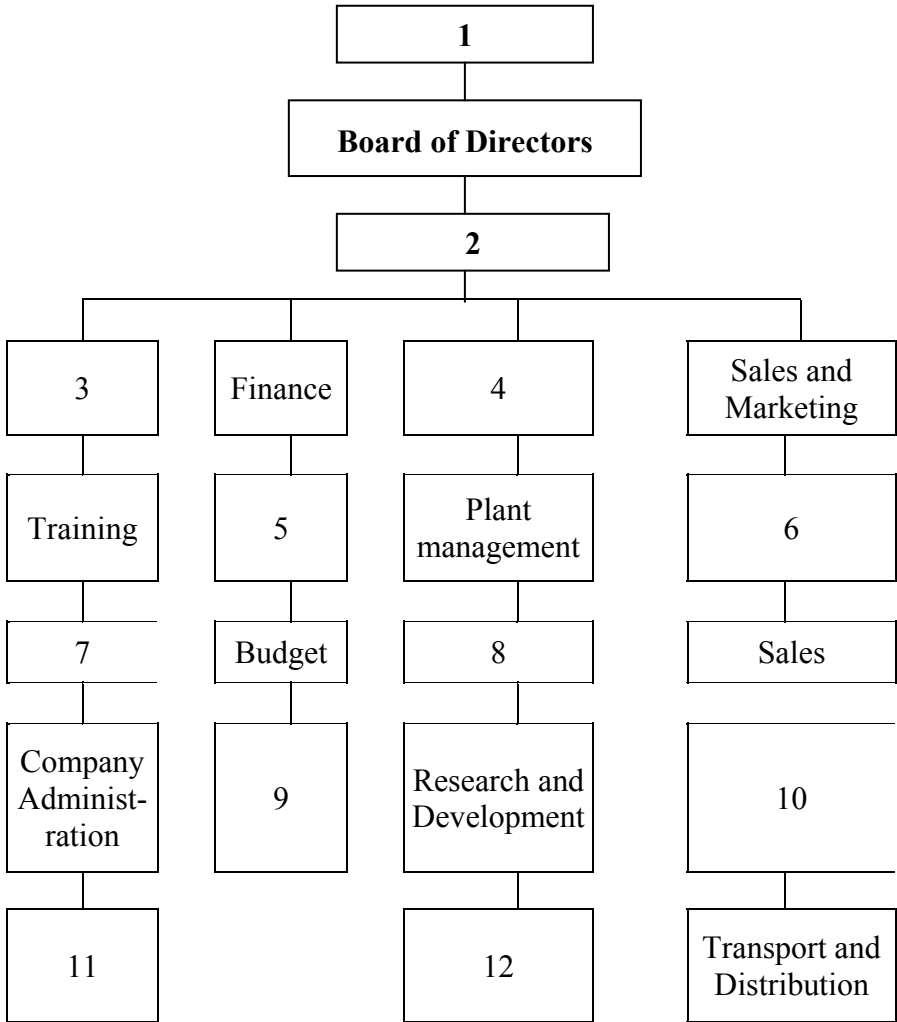 1
Board of Directors
2
3
Finance
4
Sales and
Marketing
Training
5
Plant
management
6
7
Budget
8
Sales
Company
Administ-
ration
9
Research and
Development
10
11
12
Transport and
Distribution